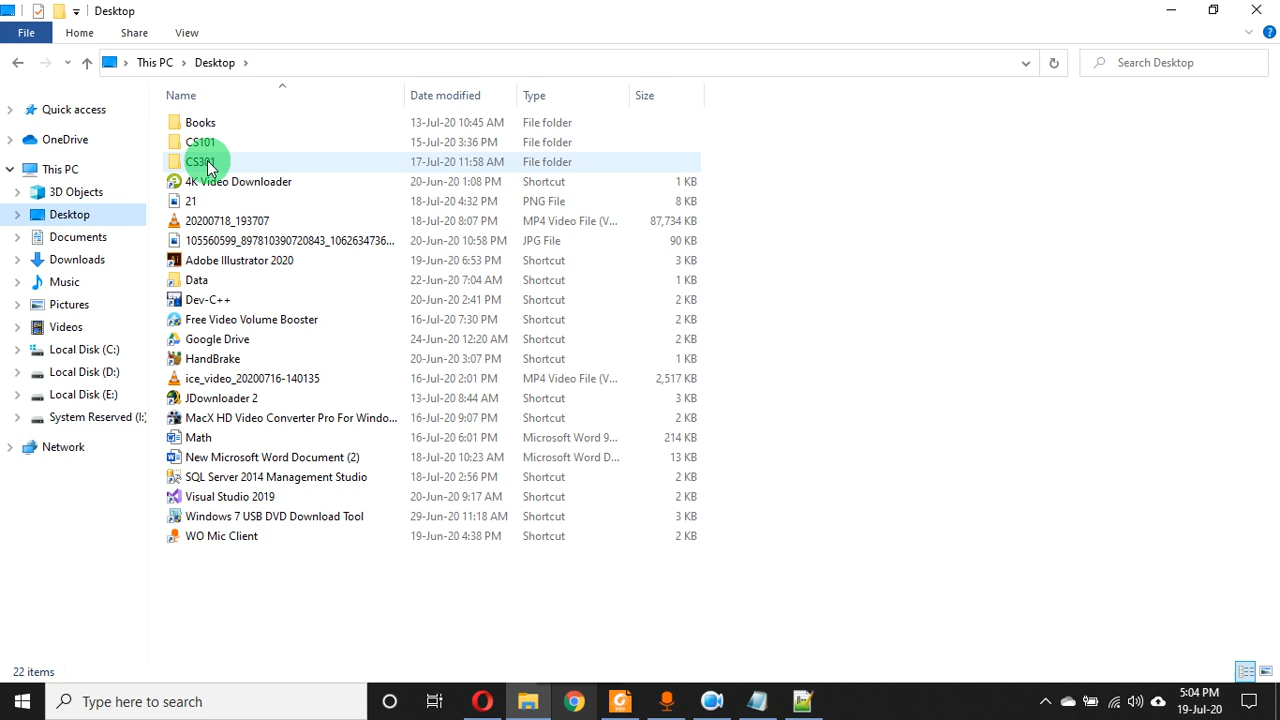 Desktop
File Home Share View
This PC Desktop
Search Desktop
Name Date modified Type Size
Quick access
OneDrive
This PC
3D Objects
Desktop
Documents
Downloads
Music
Pictures
Videos
Local Disk (C:)
Local Disk (D:)
Local Disk (E:)
System Reserved (I:)
Network
Books 13-Jul-20 10:45 AM File folder
CS101 15-Jul-20 3:36 PM File folder
CS301 17-Jul-20 11:58 AM File folder
4K Video Downloader 20-Jun-20 1:08 PM Shortcut 1 KB
21 18-Jul-20 4:32 PM PNG File 8 KB
20200718_193707 18-Jul-20 8:07 PM MP4 Video File (V... 87,734 KB
105560599_897810390720843_1062634736... 20-Jun-20 10:58 PM JPG File 90 KB
Adobe Illustrator 2020 19-Jun-20 6:53 PM Shortcut 3 KB
Data 22-Jun-20 7:04 AM Shortcut 1 KB
Dev-C++ 20-Jun-20 2:41 PM Shortcut 2 KB
Free Video Volume Booster 16-Jul-20 7:30 PM Shortcut 2 KB
Google Drive 24-Jun-20 12:20 AM Shortcut 2 KB
HandBrake 20-Jun-20 3:07 PM Shortcut 1 KB
ice_video_20200716-140135 16-Jul-20 2:01 PM MP4 Video File (V... 2,517 KB
JDownloader 2 13-Jul-20 8:44 AM Shortcut 2 KB
MacX HD Video Converter Pro For Windo... 16-Jul-20 9:07 PM Shortcut 2 KB
Math 16-Jul-20 6:01 PM Microsoft Word 9... 214 KB
New Microsoft Word Document (2) 18-Jul-20 10:23 AM Microsoft Word D... 13 KB
SQL Server 2014 Management Studio 18-Jul-20 2:56 PM Shortcut 2 KB
Visual Studio 2019 20-Jun-20 9:17 AM Shortcut 2 KB
Windows 7 USB DVD Download Tool 29-Jun-20 11:18 AM Shortcut 3 KB
WO Mic Client 19-Jun-20 4:38 PM Shortcut 2 KB
22 items
Type here to search
5:04 PM
19-Jul-20